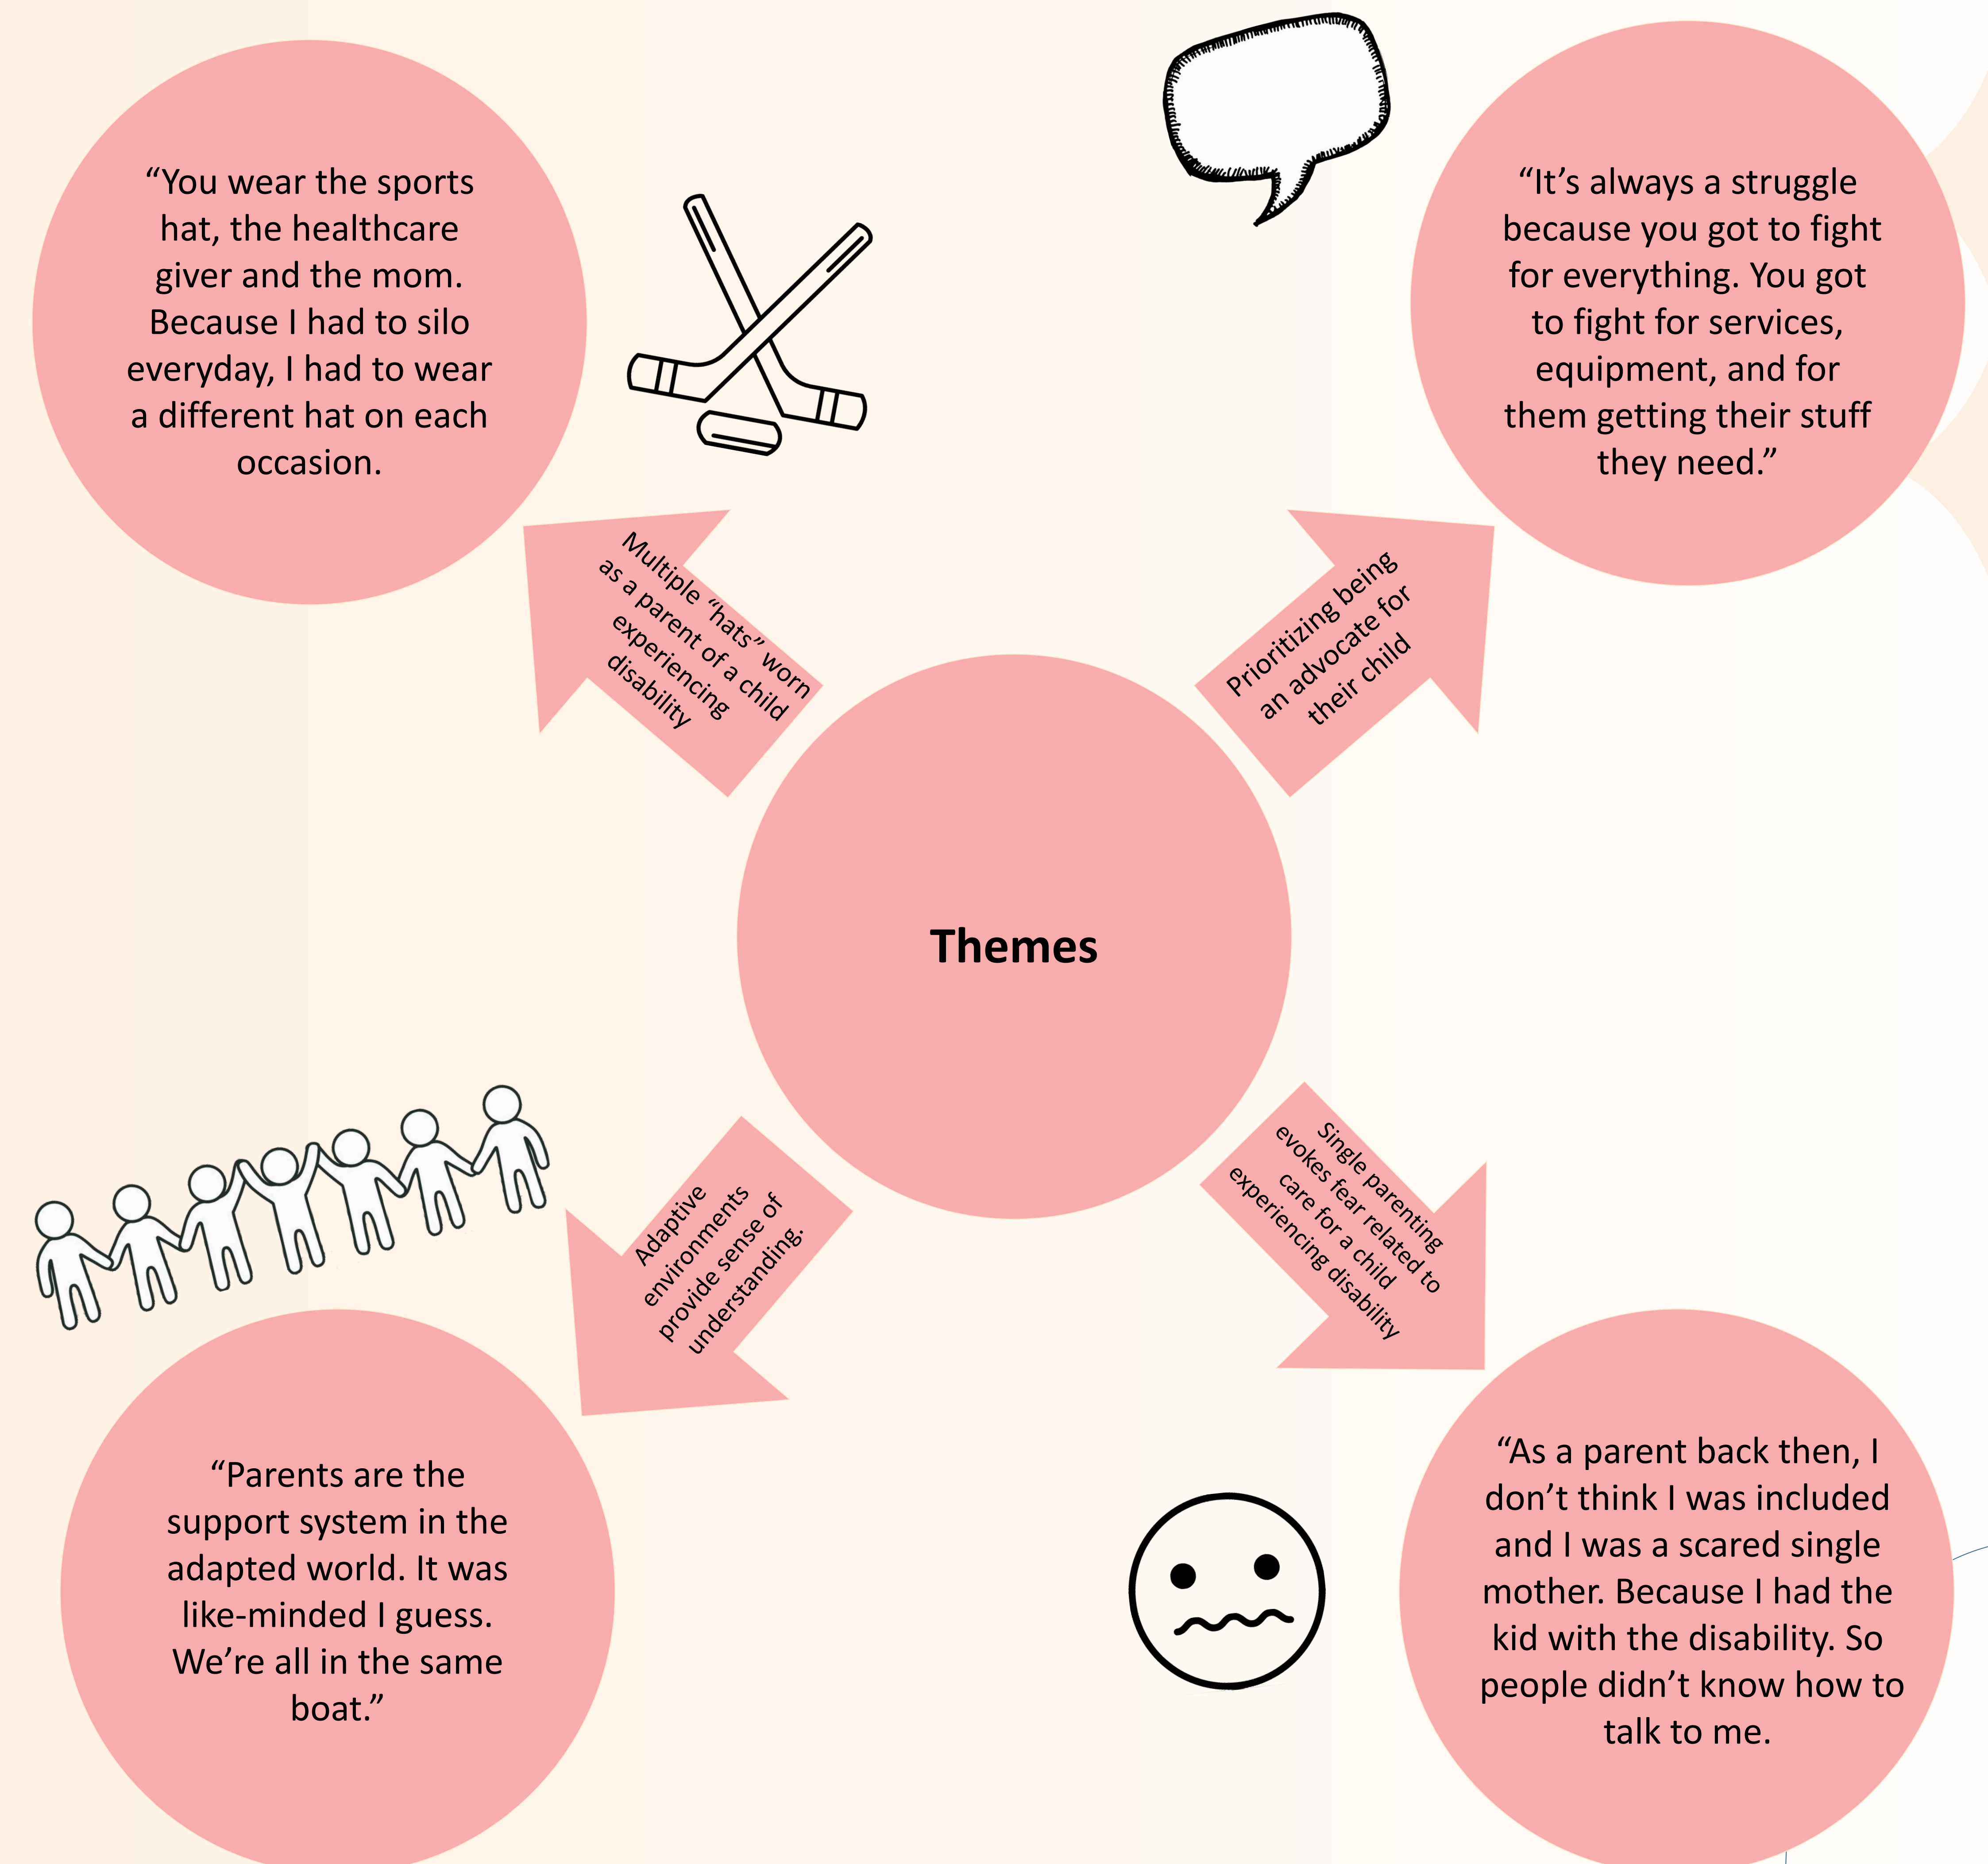 “You wear the sports
hat, the healthcare
giver and the mom.
Because I had to silo
everyday, I had to wear
a different hat on each
occasion.
“It’s always a struggle
because you got to fight
for everything. You got
to fight for services,
equipment, and for
them getting their stuff
they need.”
Multiple “hats” worn
as a parent of a child
experiencing
disability
Prioritizing being
an advocate for
their child
Themes
Adaptive
environments
provide sense of
understanding.
Single parenting
evokes fear related to
care for a child
experiencing disability
“Parents are the
support system in the
adapted world. It was
like-minded I guess.
We’re all in the same
boat.”
“As a parent back then, I
don’t think I was included
and I was a scared single
mother. Because I had the
kid with the disability. So
people didn’t know how to
talk to me.